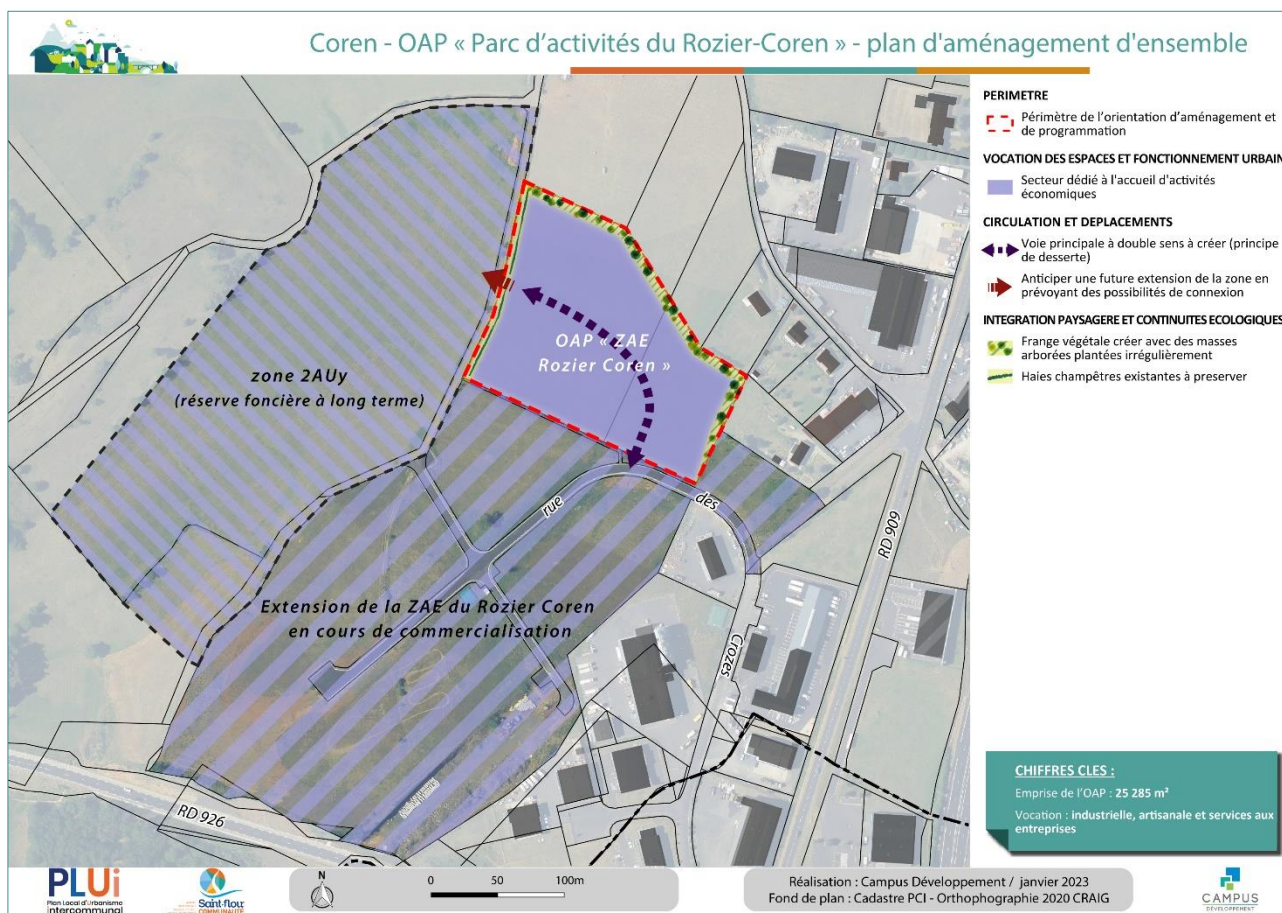 Coren - OAP « Parc d'activités du Rozier-Coren » - plan d'aménagement d'ensemble
PERIMETRE
Périmètre de l'orientation d'aménagement et
de programmation
VOCATION DES ESPACES ET FONCTIONNEMENT URBAIN
Secteur dédié à l'accueil d'activités
économiques
CIRCULATION ET DEPLACEMENTS
Voie principale à double sens à créer (principe
de desserte)
Anticiper une future extension de la zone en
prévoyant des possibilités de connexion
INTEGRATION PAYSAGERE ET CONTINUITES ECOLOGIQUES
Frange végétale créer avec des masses
arborées plantées irrégulièrement
Haies champêtres existantes à preserver
OAP « ZAE
Rozier Coren »
zone 2AUy
(réserve foncière à long terme)
rue
des
Crozes
RD 909
Extension de la ZAE du Rozier Coren
en cours de commercialisation
RD 926
CHIFFRES CLES :
Emprise de l'OAP : 25 285 m²
Vocation : industrielle, artisanale et services aux
entreprises
PLUi
Plan Local d'Urbanisme
Intercommunal
Saint-flour
COMMUNAUTÉ
N
0 50 100m
Réalisation : Campus Développement / janvier 2023
Fond de plan : Cadastre PCI - Orthophographie 2020 CRAIG
CAMPUS
DÉVELOPPEMENT